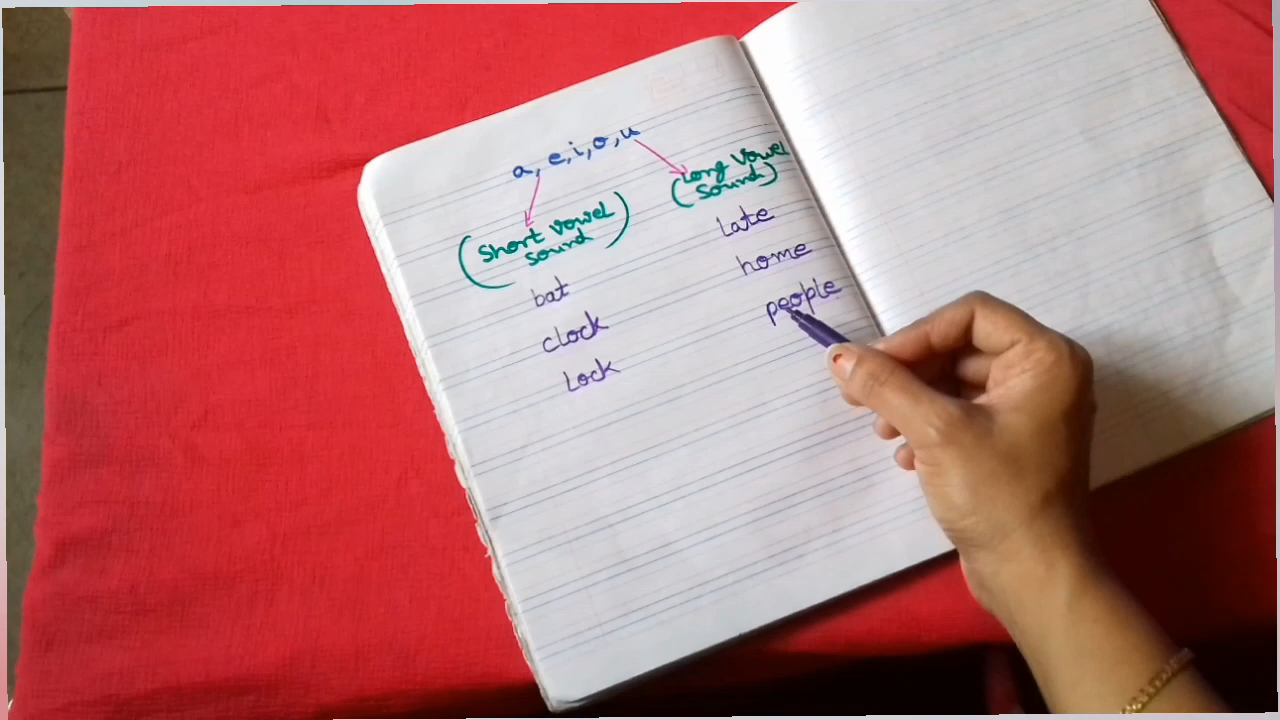 a, e, i, o, u
(Short vowel
sound)
bat
clock
Lock
(Long vowel
sound)
late
home
people